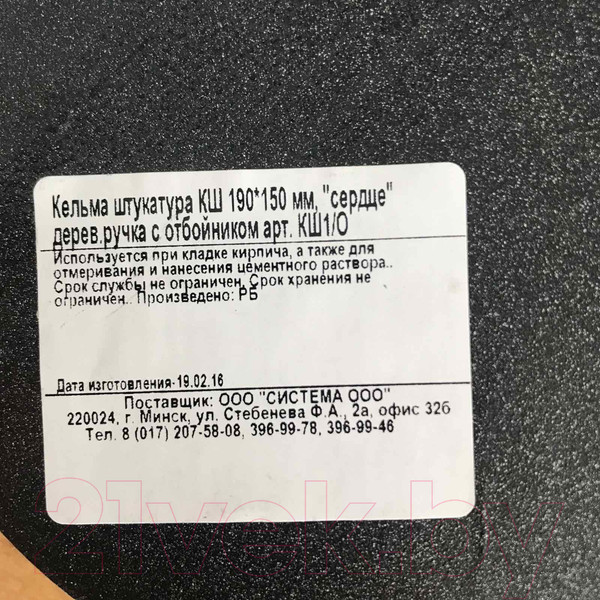 Кельма штукатура КШ 190*150 мм, "сердце"
дерев.ручка с отбойником арт. КШ1/О
Используется при кладке кирпича, а также для
отмеривания и нанесения цементного раствора..
Срок службы не ограничен. Срок хранения не
ограничен.. Произведено: РБ
Дата изготовления-19.02.16
Поставщик: ООО "СИСТЕМА ООО"
220024, г. Минск, ул. Стебенева Ф.А., 2а, офис 32б
Тел. 8 (017) 207-58-08, 396-99-78, 396-99-46
21vek.by